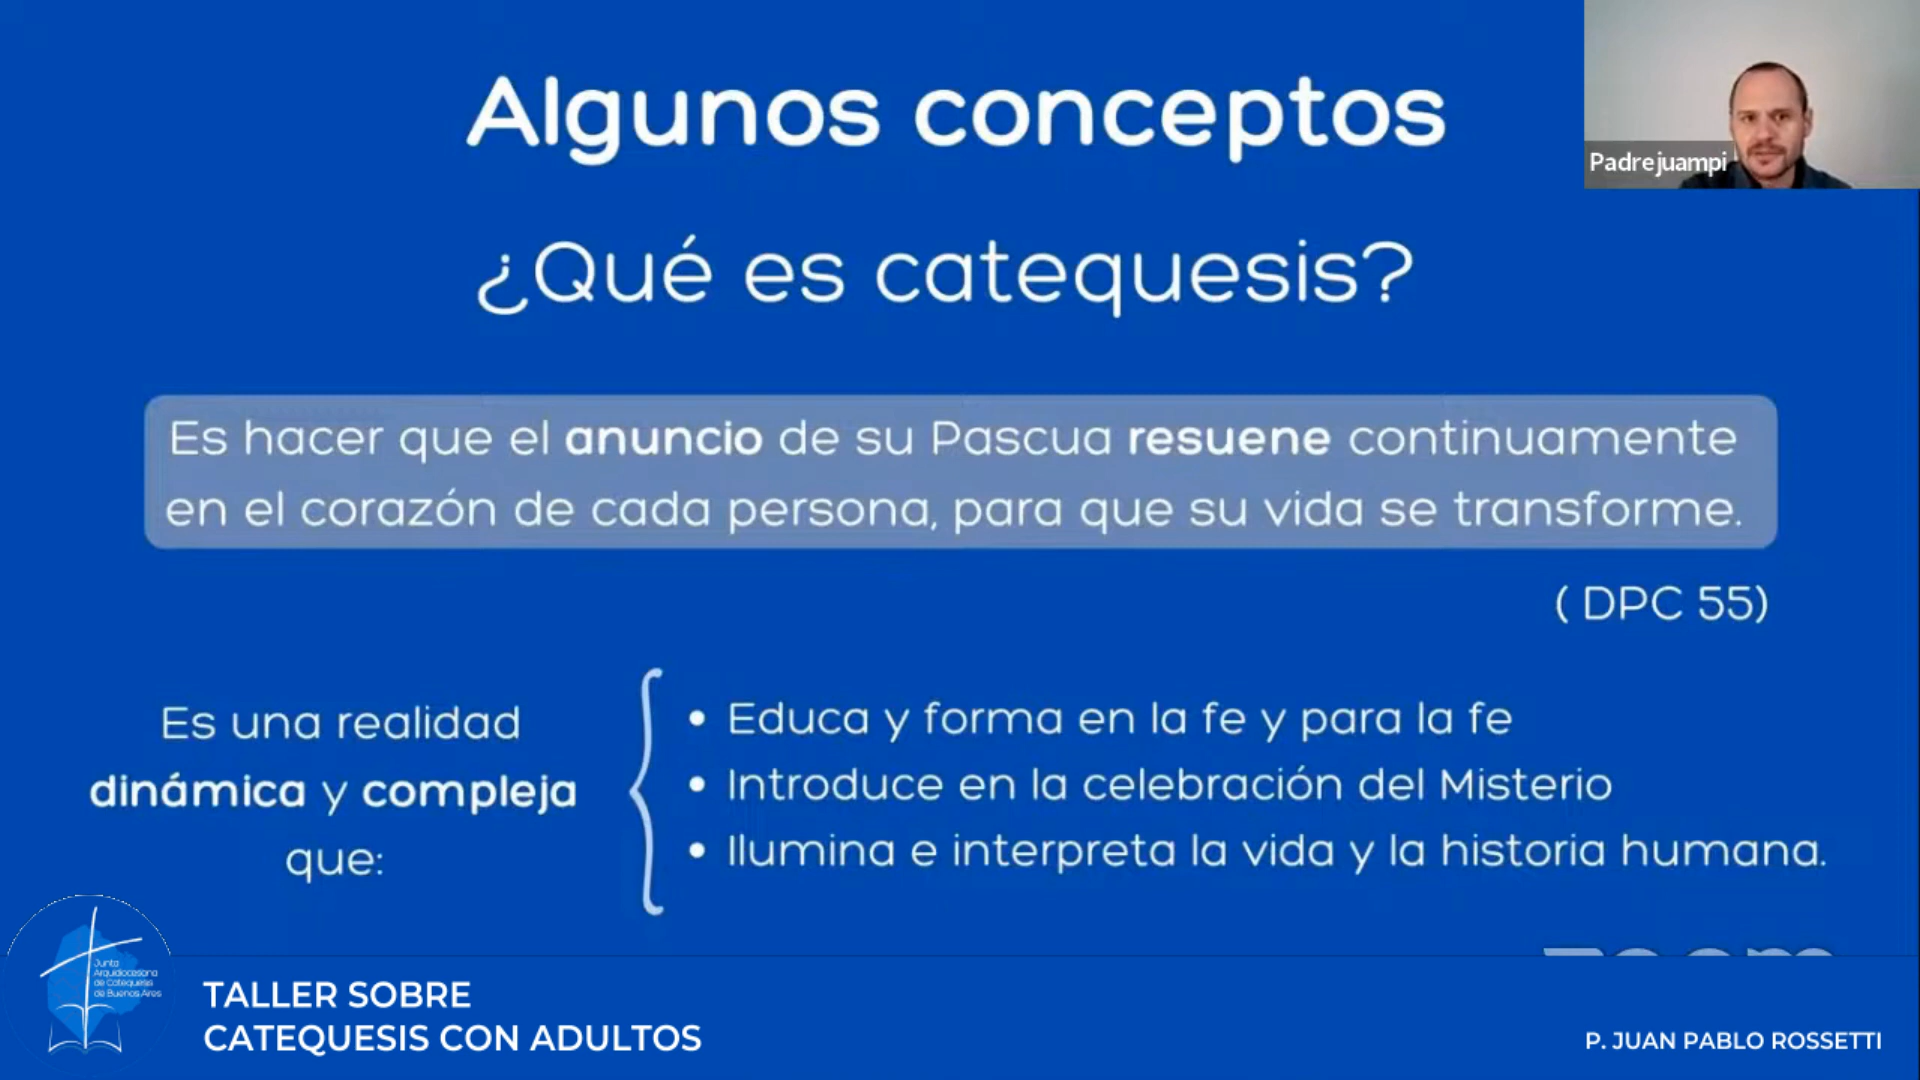 Algunos conceptos
Padrejuampi
¿Qué es catequesis?
Es hacer que el anuncio de su Pascua resuene continuamente
en el corazón de cada persona, para que su vida se transforme.
( DPC 55)
Es una realidad
dinámica y compleja
que:
• Educa y forma en la fe y para la fe
• Introduce en la celebración del Misterio
• Ilumina e interpreta la vida y la historia humana.
Junta
Arquidiocesana
de Catequesis
de Buenos Aires
TALLER SOBRE
CATEQUESIS CON ADULTOS
P. JUAN PABLO ROSSETTI